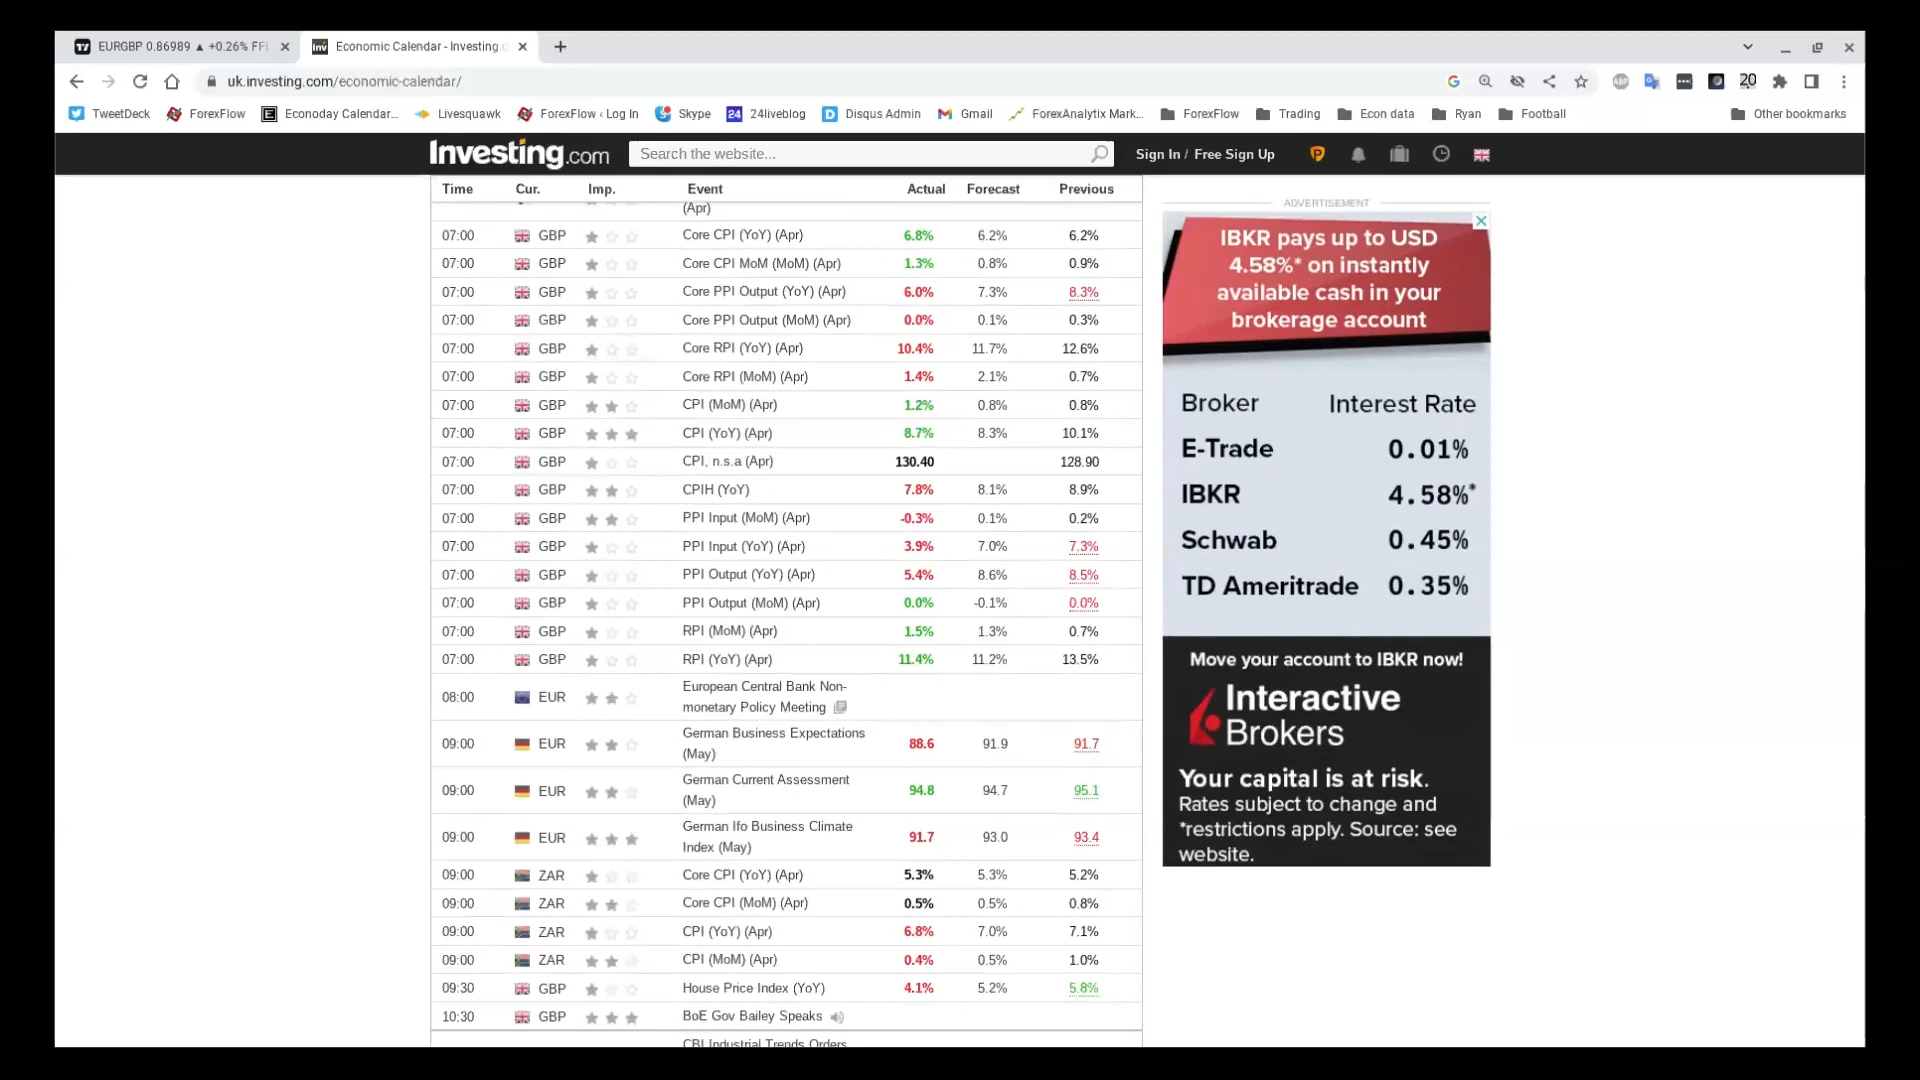 EURGBP 0.86989 ▲ +0.26% FFL
Economic Calendar - Investing.c
uk.investing.com/economic-calendar/
20
TweetDeck ForexFlow Econoday Calendar... Livesquawk ForexFlow ‹ Log In Skype 24liveblog Disqus Admin Gmail ForexAnalytix Mark... ForexFlow Trading Econ data Ryan Football Other bookmarks
Investing.com Search the website... Sign In / Free Sign Up
Time Cur. Imp. Event Actual Forecast Previous
(Apr)
07:00 GBP Core CPI (YoY) (Apr) 6.8% 6.2% 6.2%
07:00 GBP Core CPI MoM (MoM) (Apr) 1.3% 0.8% 0.9%
07:00 GBP Core PPI Output (YoY) (Apr) 6.0% 7.3% 8.3%
07:00 GBP Core PPI Output (MoM) (Apr) 0.0% 0.1% 0.3%
07:00 GBP Core RPI (YoY) (Apr) 10.4% 11.7% 12.6%
07:00 GBP Core RPI (MoM) (Apr) 1.4% 2.1% 0.7%
07:00 GBP CPI (MoM) (Apr) 1.2% 0.8% 0.8%
07:00 GBP CPI (YoY) (Apr) 8.7% 8.3% 10.1%
07:00 GBP CPI, n.s.a (Apr) 130.40 128.90
07:00 GBP CPIH (YoY) 7.8% 8.1% 8.9%
07:00 GBP PPI Input (MoM) (Apr) -0.3% 0.1% 0.2%
07:00 GBP PPI Input (YoY) (Apr) 3.9% 7.0% 7.3%
07:00 GBP PPI Output (YoY) (Apr) 5.4% 8.6% 8.5%
07:00 GBP PPI Output (MoM) (Apr) 0.0% -0.1% 0.0%
07:00 GBP RPI (MoM) (Apr) 1.5% 1.3% 0.7%
07:00 GBP RPI (YoY) (Apr) 11.4% 11.2% 13.5%
08:00 EUR European Central Bank Non-
monetary Policy Meeting
09:00 EUR German Business Expectations
(May) 88.6 91.9 91.7
09:00 EUR German Current Assessment
(May) 94.8 94.7 95.1
09:00 EUR German Ifo Business Climate
Index (May) 91.7 93.0 93.4
09:00 ZAR Core CPI (YoY) (Apr) 5.3% 5.3% 5.2%
09:00 ZAR Core CPI (MoM) (Apr) 0.5% 0.5% 0.8%
09:00 ZAR CPI (YoY) (Apr) 6.8% 7.0% 7.1%
09:00 ZAR CPI (MoM) (Apr) 0.4% 0.5% 1.0%
09:30 GBP House Price Index (YoY) 4.1% 5.2% 5.8%
10:30 GBP BoE Gov Bailey Speaks
CBI Industrial Trends Orders
ADVERTISEMENT
IBKR pays up to USD
4.58%* on instantly
available cash in your
brokerage account
Broker Interest Rate
E-Trade 0.01%
IBKR 4.58%*
Schwab 0.45%
TD Ameritrade 0.35%
Move your account to IBKR now!
Interactive
Brokers
Your capital is at risk.
Rates subject to change and
*restrictions apply. Source: see
website.